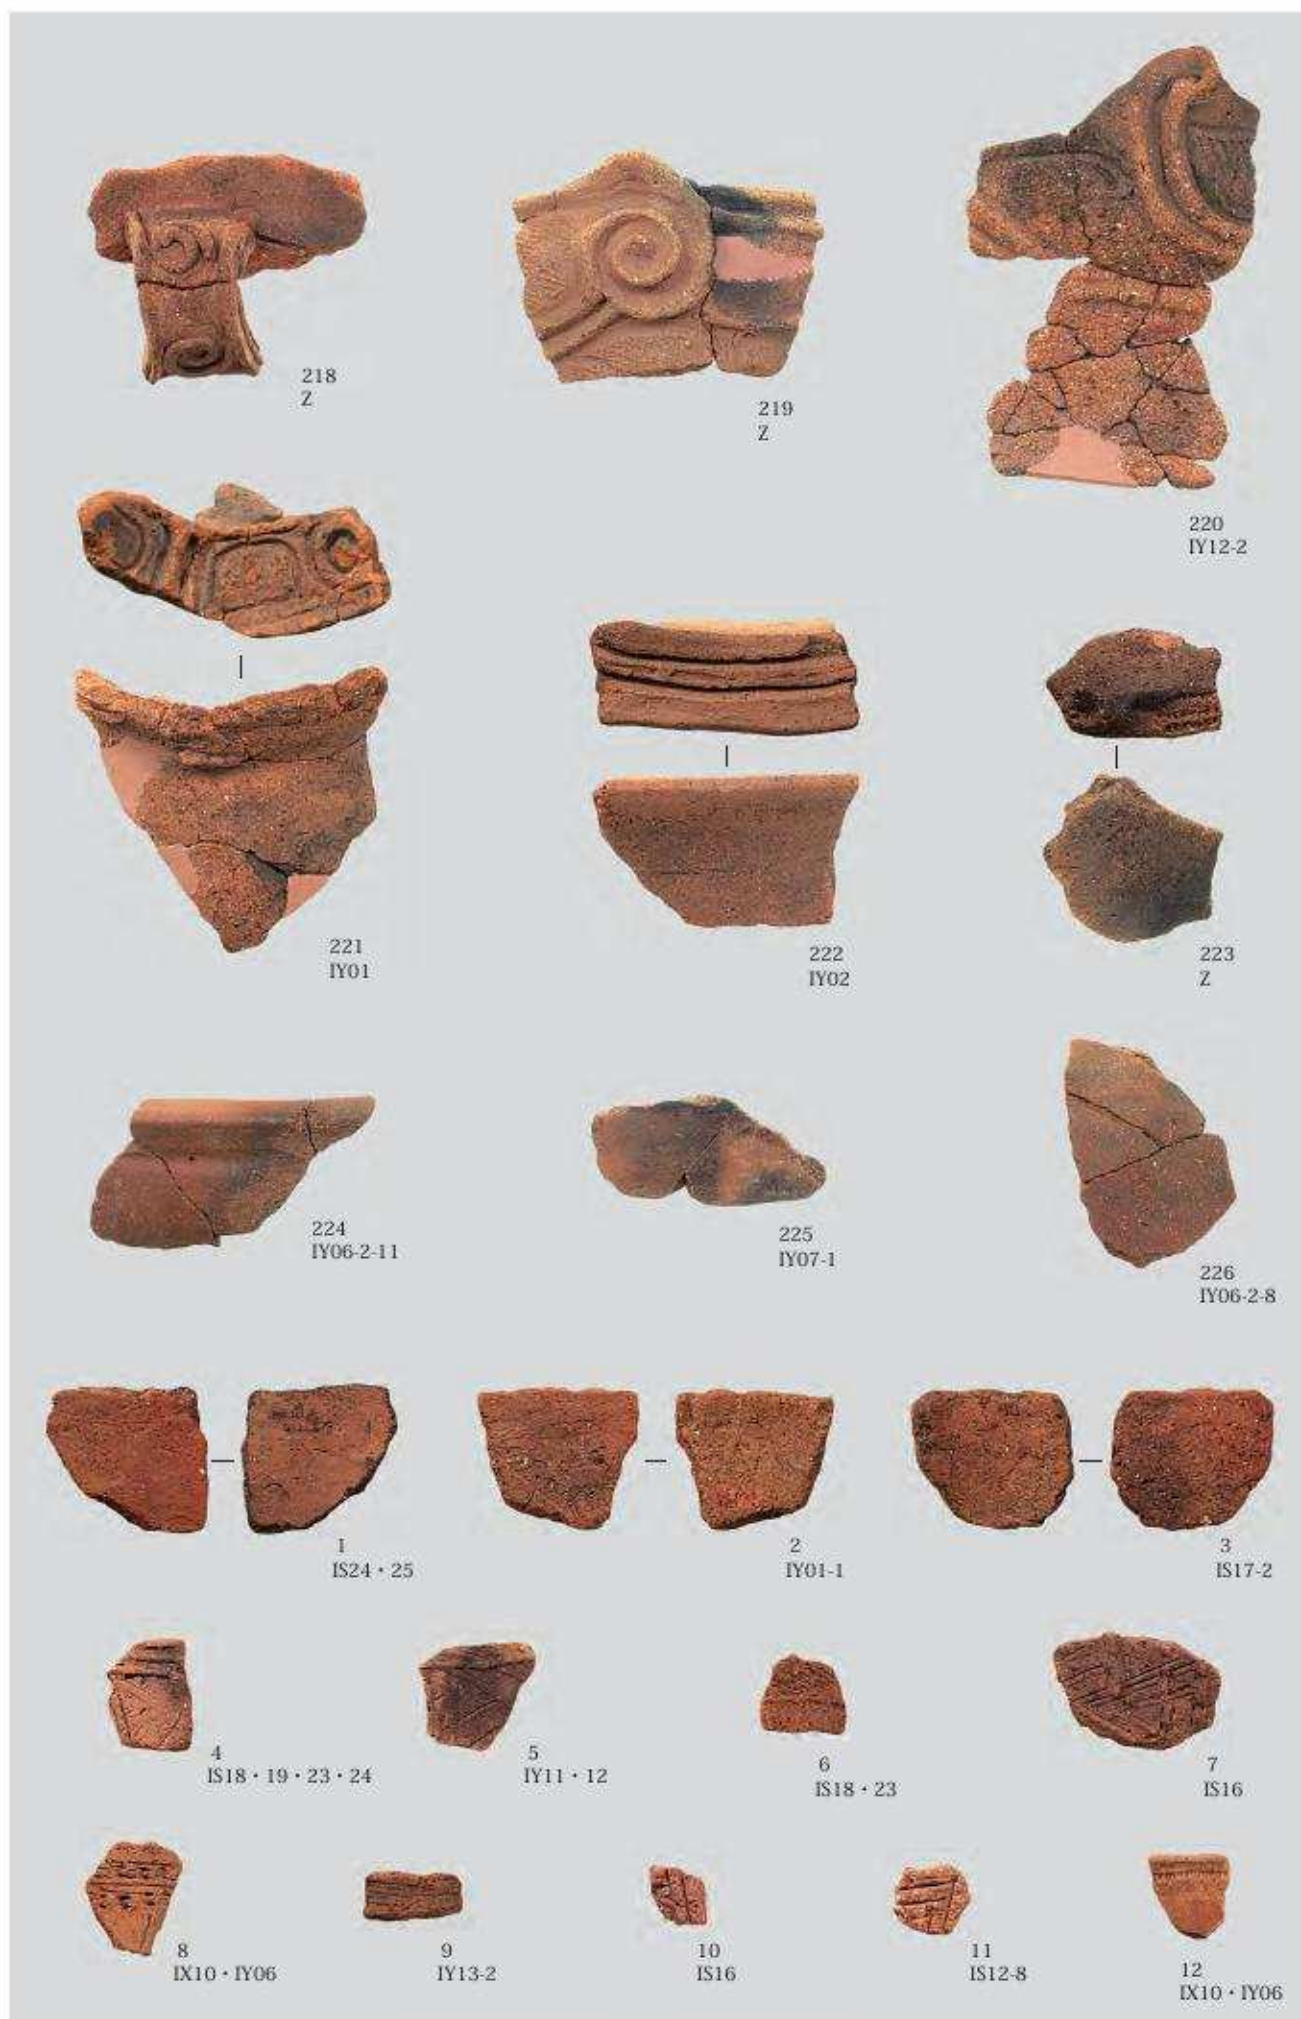 218
Z
219
Z
220
IY12-2
221
IY01
222
IY02
223
Z
224
IY06-2-11
225
IY07-1
226
IY06-2-8
1
IS24・25
2
IY01-1
3
IS17-2
4
IS18・19・23・24
5
IY11・12
6
IS18・23
7
IS16
8
IX10・IY06
9
IY13-2
10
IS16
11
IS12-8
12
IX10・IY06